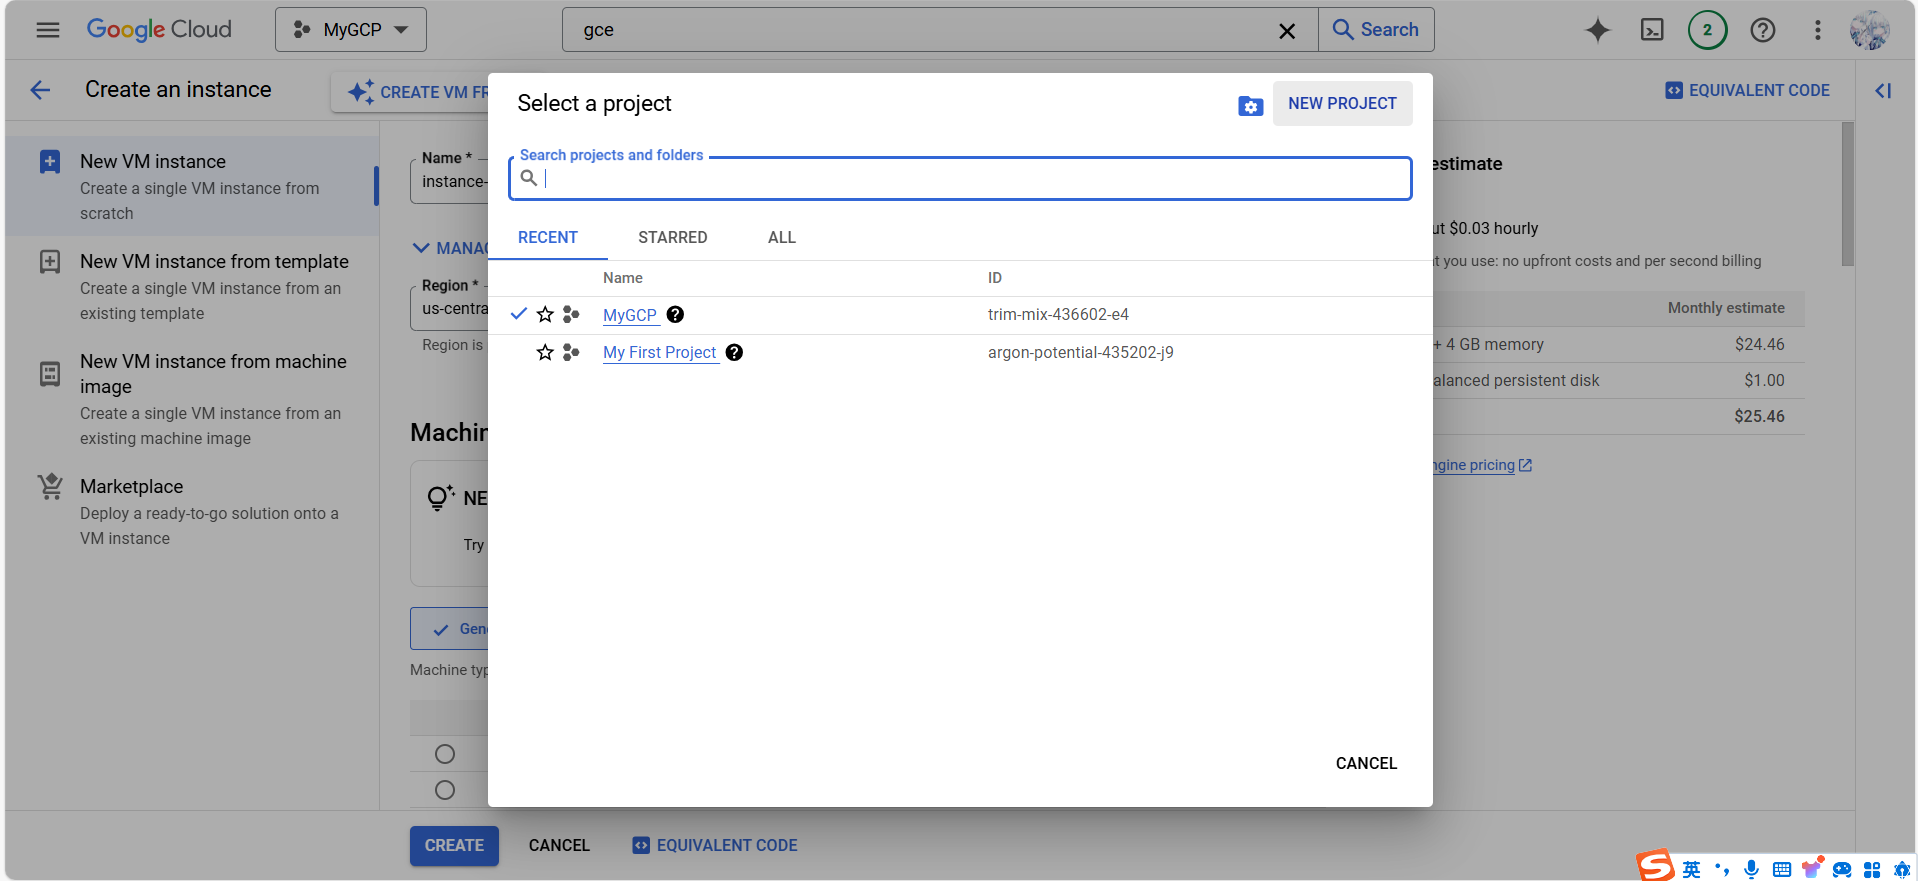 Google Cloud
MyGCP
gce
Search
2
Create an instance
CREATE VM FR
EQUIVALENT CODE
New VM instance
Create a single VM instance from
scratch
New VM instance from template
Create a single VM instance from an
existing template
New VM instance from machine
image
Create a single VM instance from an
existing machine image
Marketplace
Deploy a ready-to-go solution onto a
VM instance
Name *
instance-
MANAG
Region *
us-centra
Region is
Machin
NE
Try
Gene
Machine typ
Select a project
NEW PROJECT
Search projects and folders
RECENT
STARRED
ALL
Name
ID
MyGCP
trim-mix-436602-e4
My First Project
argon-potential-435202-j9
CANCEL
estimate
ut $0.03 hourly
t you use: no upfront costs and per second billing
Monthly estimate
+ 4 GB memory
$24.46
alanced persistent disk
$1.00
$25.46
ngine pricing
CREATE
CANCEL
EQUIVALENT CODE
S
英